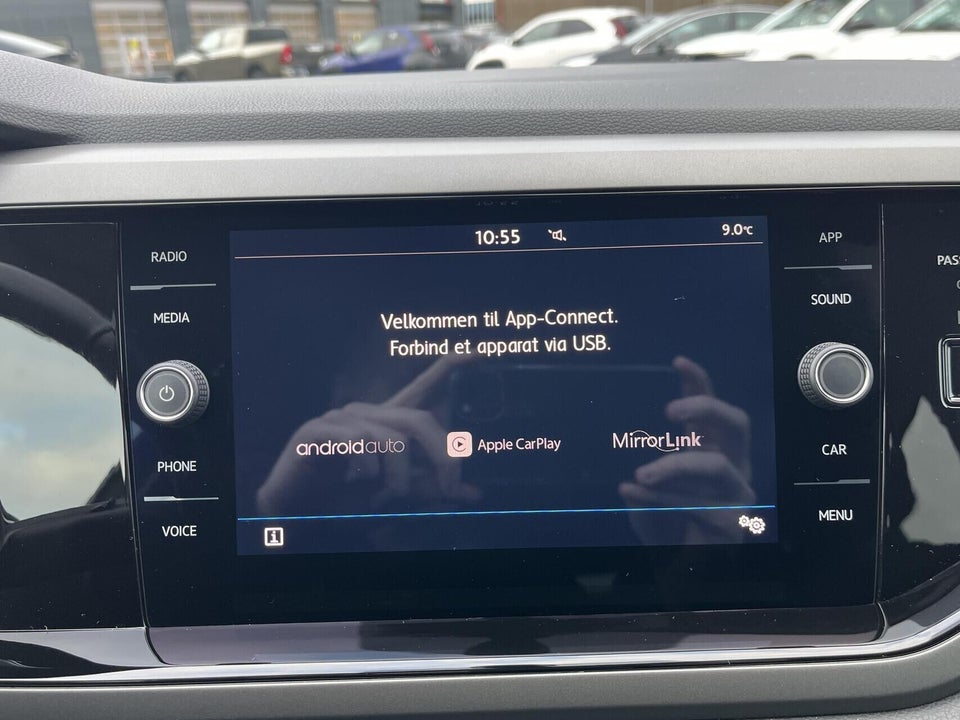 RADIO
MEDIA
PHONE
VOICE
10:55
9.0°C
Velkommen til App-Connect.
Forbind et apparat via USB.
androidauto
Apple CarPlay
MirrorLink
APP
SOUND
CAR
MENU